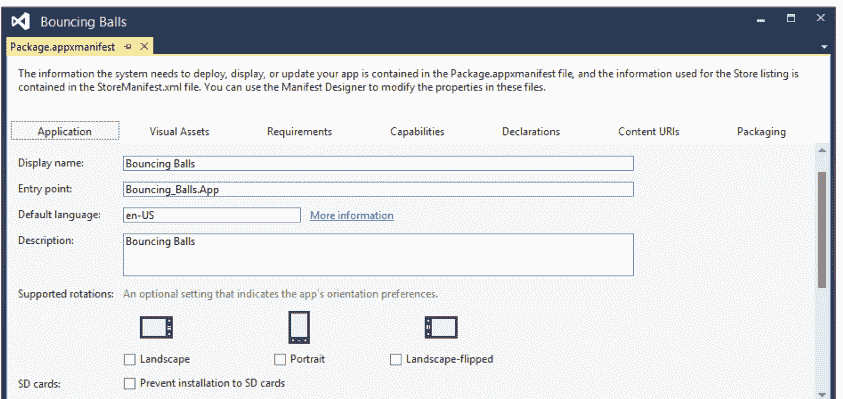 Bouncing Balls
Package.appxmanifest
The information the system needs to deploy, display, or update your app is contained in the Package.appxmanifest file, and the information used for the Store listing is
contained in the StoreManifest.xml file. You can use the Manifest Designer to modify the properties in these files.
Application Visual Assets Requirements Capabilities Declarations Content URIs Packaging
Display name: Bouncing Balls
Entry point: Bouncing_Balls.App
Default language: en-US More information
Description: Bouncing Balls
Supported rotations: An optional setting that indicates the app's orientation preferences.
Landscape Portrait Landscape-flipped
SD cards: Prevent installation to SD cards